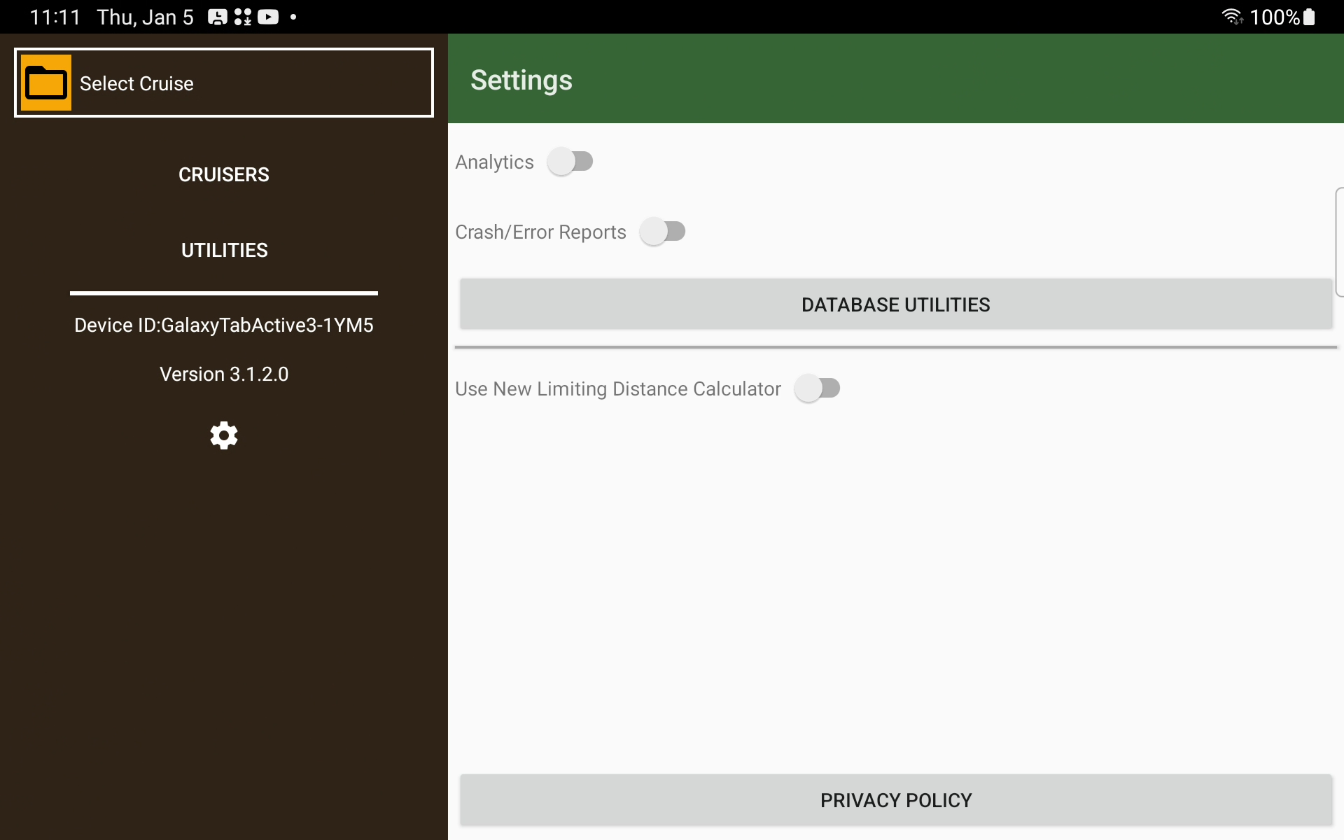 11:11 Thu, Jan 5
100%
Select Cruise
CRUISERS
UTILITIES
Device ID:GalaxyTabActive3-1YM5
Version 3.1.2.0
Settings
Analytics
Crash/Error Reports
DATABASE UTILITIES
Use New Limiting Distance Calculator
PRIVACY POLICY